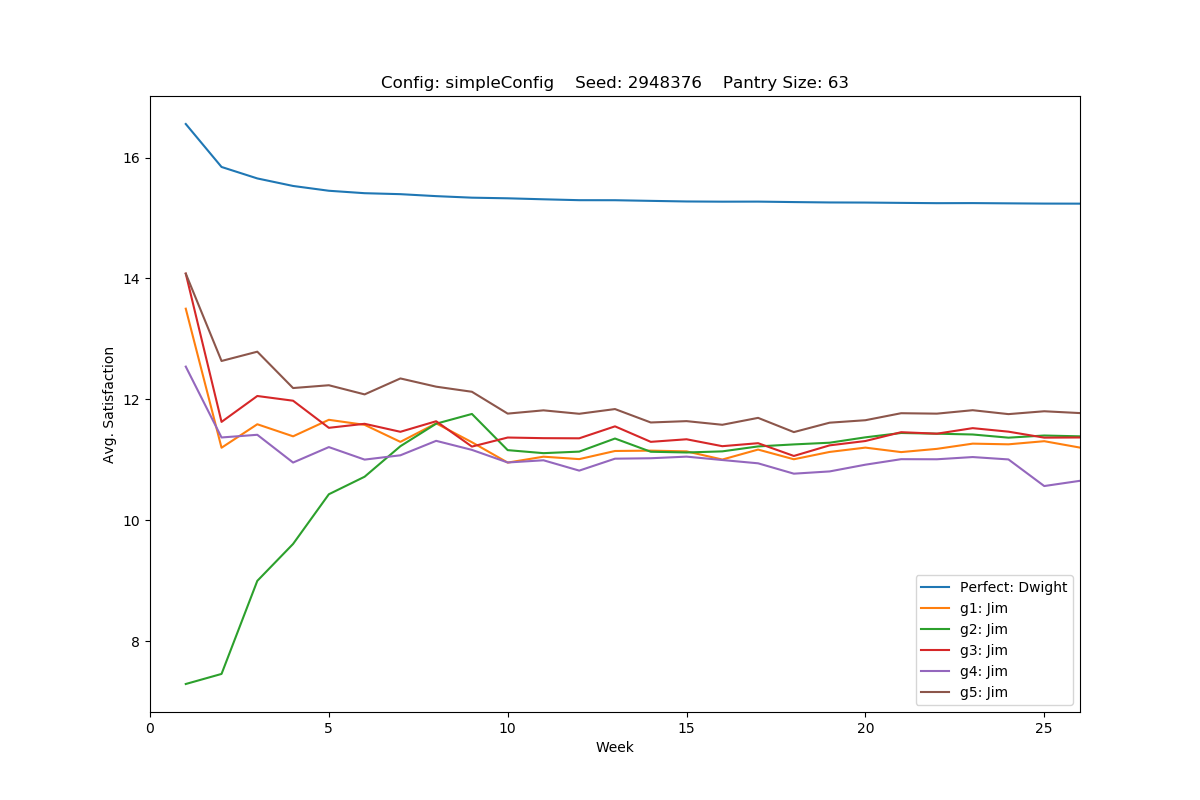 Config: simpleConfig    Seed: 2948376    Pantry Size: 63
16
14
12
10
8
Avg. Satisfaction
Perfect: Dwight
g1: Jim
g2: Jim
g3: Jim
g4: Jim
g5: Jim
0 5 10 15 20 25
Week